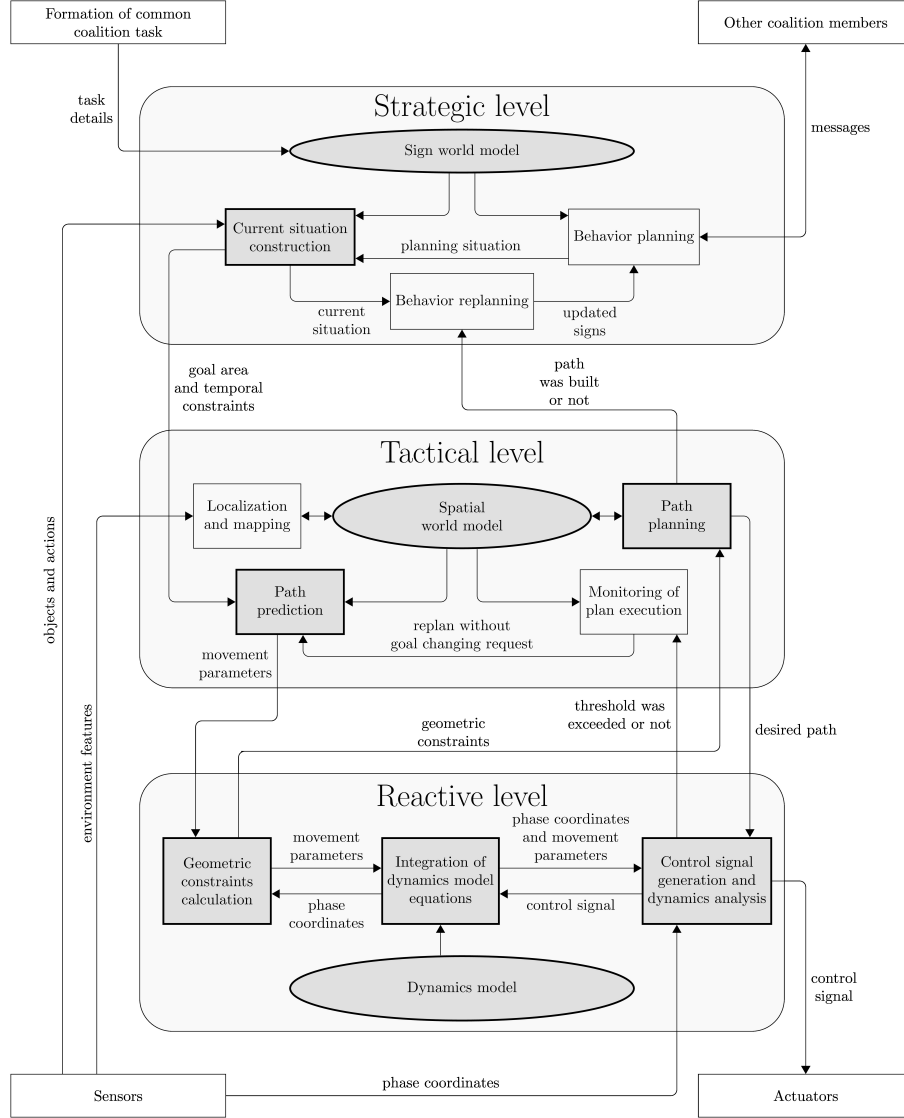 Formation of common
coalition task
Other coalition members
task
details
messages
Strategic level
Sign world model
Current situation
construction
Behavior planning
planning situation
Behavior replanning
current
situation
updated
signs
goal area
and temporal
constraints
path
was built
or not
Tactical level
Localization
and mapping
Spatial
world model
Path
planning
Path
prediction
Monitoring of
plan execution
replan without
goal changing request
movement
parameters
objects and actions
environment features
geometric
constraints
threshold was
exceeded or not
desired path
Reactive level
Geometric
constraints
calculation
movement
parameters
phase
coordinates
Integration of
dynamics model
equations
phase coordinates
and movement
parameters
control signal
Control signal
generation and
dynamics analysis
Dynamics model
control
signal
Sensors
phase coordinates
Actuators